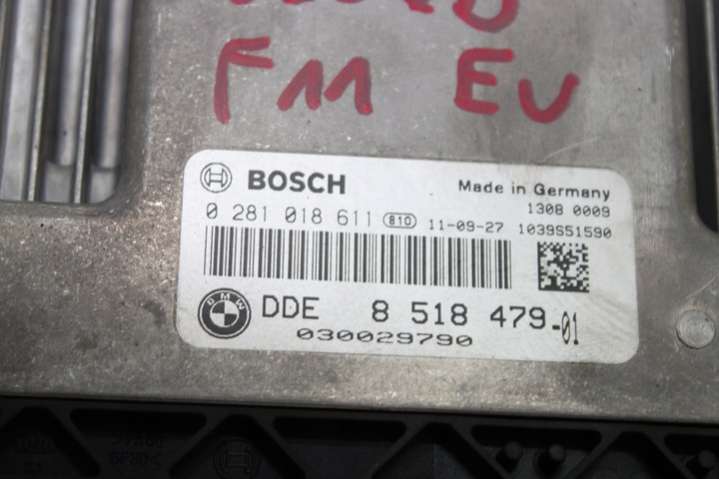 F11 EU
BOSCH Made in Germany
1308 0009
0 281 018 611 810 11-09-27 1039S51590
BMW DDE 8 518 479-01
030029790